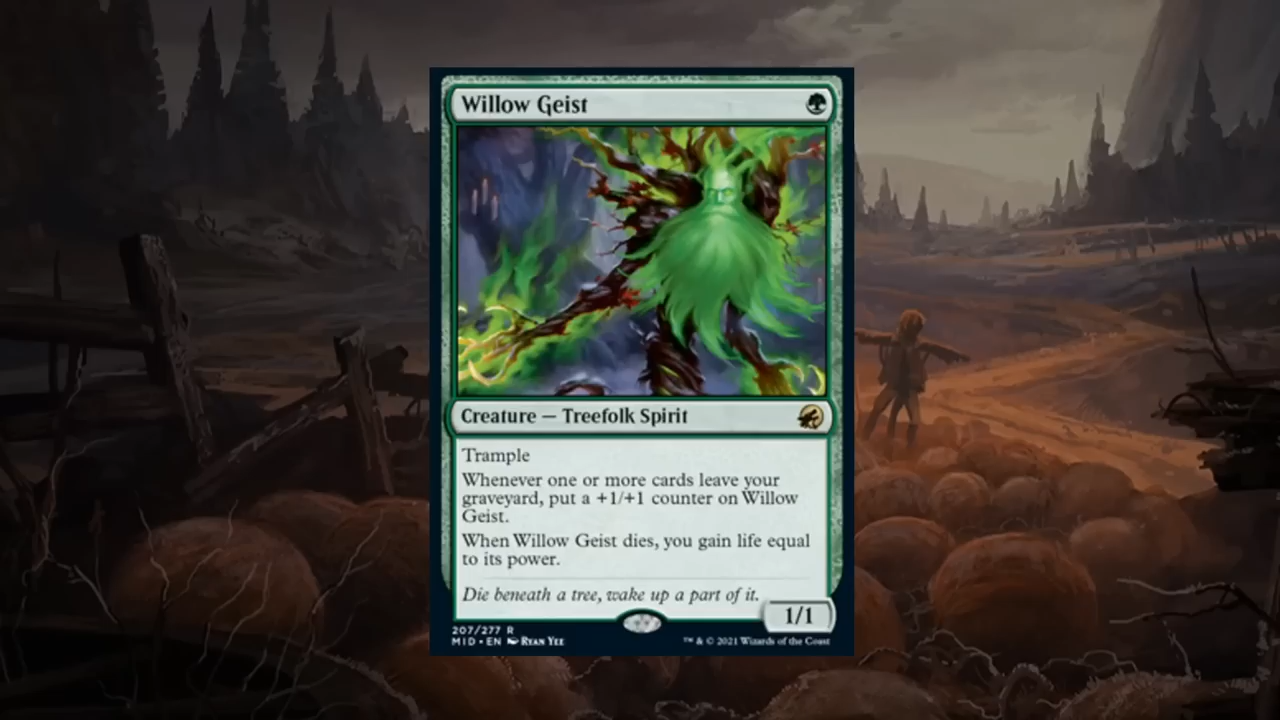 Willow Geist
Creature — Treefolk Spirit
Trample
Whenever one or more cards leave your
graveyard, put a +1/+1 counter on Willow
Geist.
When Willow Geist dies, you gain life equal
to its power.
Die beneath a tree, wake up a part of it.
1/1
207/277 R
MID • EN Ryan Yee
™ & © 2021 Wizards of the Coast